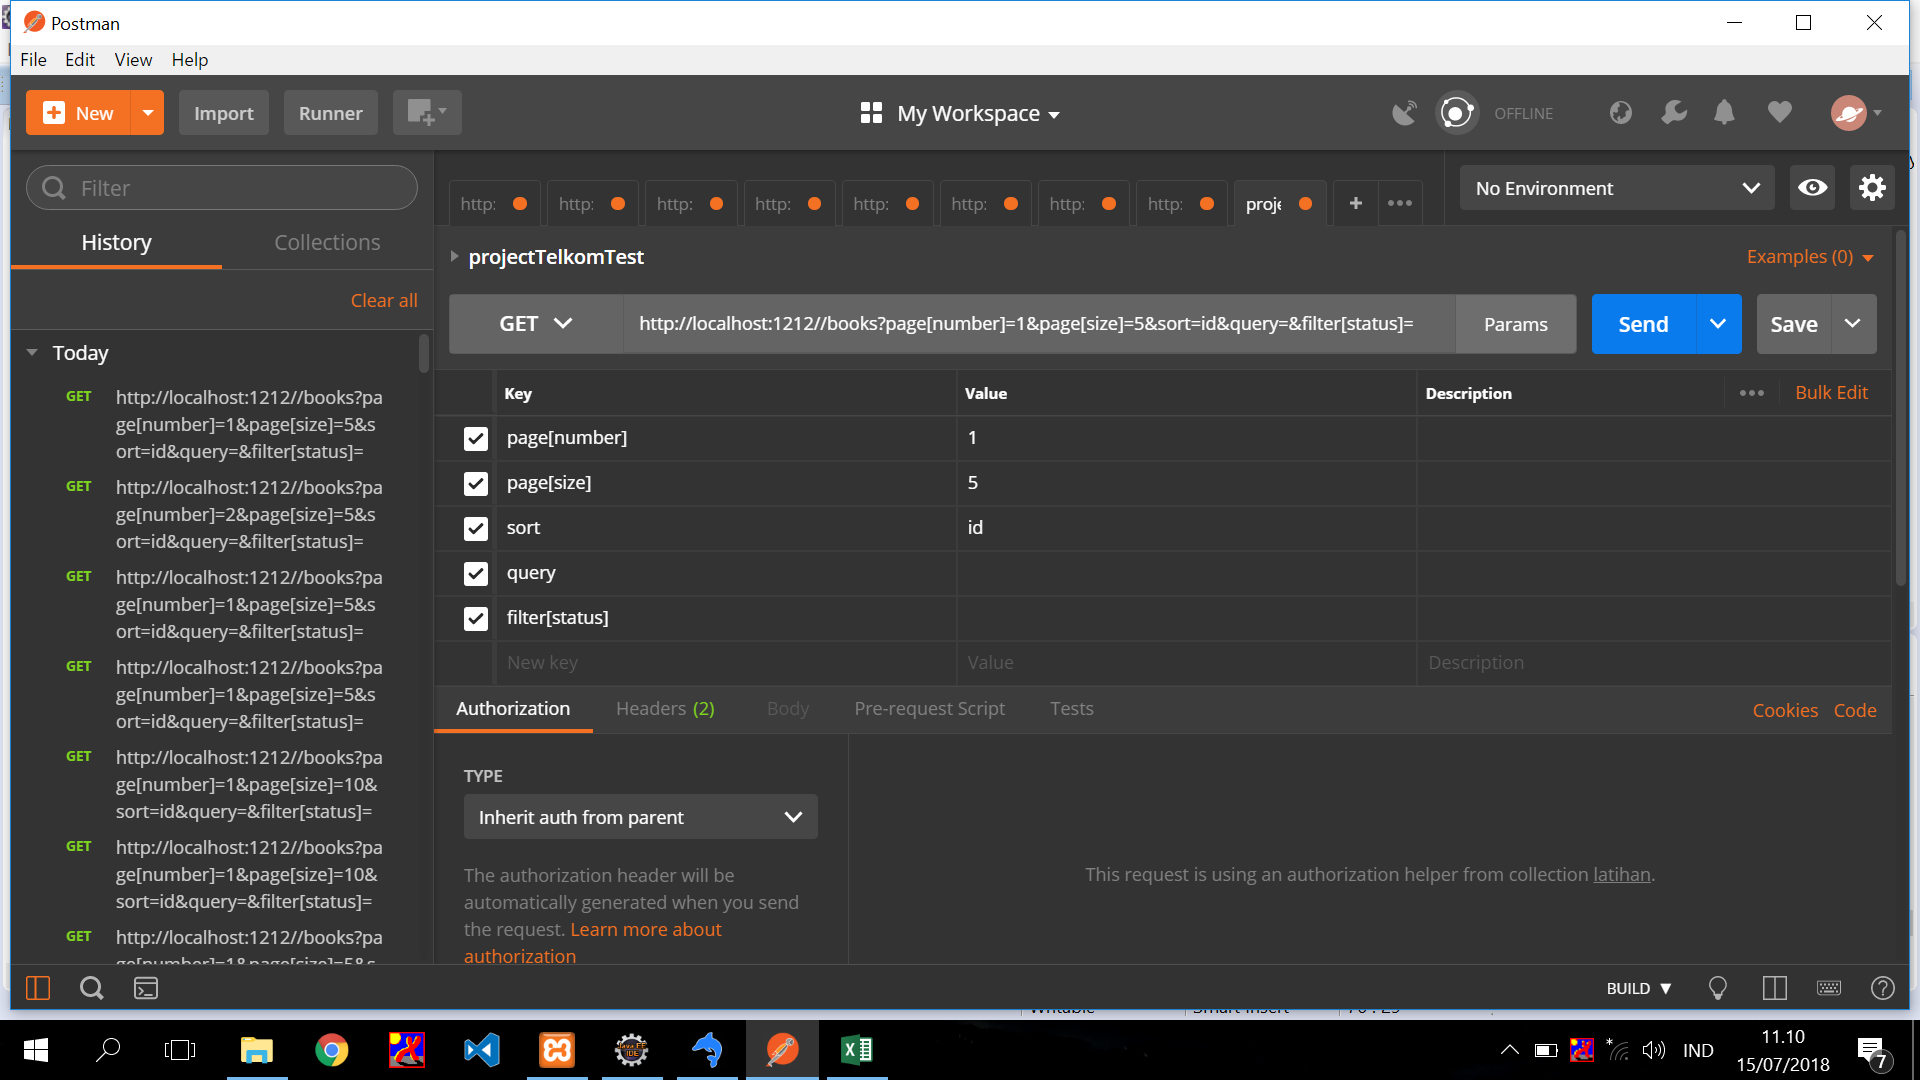 Postman
File Edit View Help
New Import Runner My Workspace OFFLINE
Filter
History Collections
Clear all
Today
GET http://localhost:1212//books?pa
ge[number]=1&page[size]=5&s
ort=id&query=&filter[status]=
GET http://localhost:1212//books?pa
ge[number]=2&page[size]=5&s
ort=id&query=&filter[status]=
GET http://localhost:1212//books?pa
ge[number]=1&page[size]=5&s
ort=id&query=&filter[status]=
GET http://localhost:1212//books?pa
ge[number]=1&page[size]=5&s
ort=id&query=&filter[status]=
GET http://localhost:1212//books?pa
ge[number]=1&page[size]=10&
sort=id&query=&filter[status]=
GET http://localhost:1212//books?pa
ge[number]=1&page[size]=10&
sort=id&query=&filter[status]=
GET http://localhost:1212//books?pa
ge[number]=1&page[size]=5&s
http: http: http: http: http: http: http: http: proje + •••
No Environment
projectTelkomTest Examples (0)
GET http://localhost:1212//books?page[number]=1&page[size]=5&sort=id&query=&filter[status]= Params Send Save
Key Value Description ••• Bulk Edit
page[number] 1
page[size] 5
sort id
query
filter[status]
New key Value Description
Authorization Headers (2) Body Pre-request Script Tests Cookies Code
TYPE
Inherit auth from parent
The authorization header will be
automatically generated when you send
the request. Learn more about
authorization
This request is using an authorization helper from collection latihan.
BUILD
Writable Smart Insert
IND
11.10
15/07/2018
7